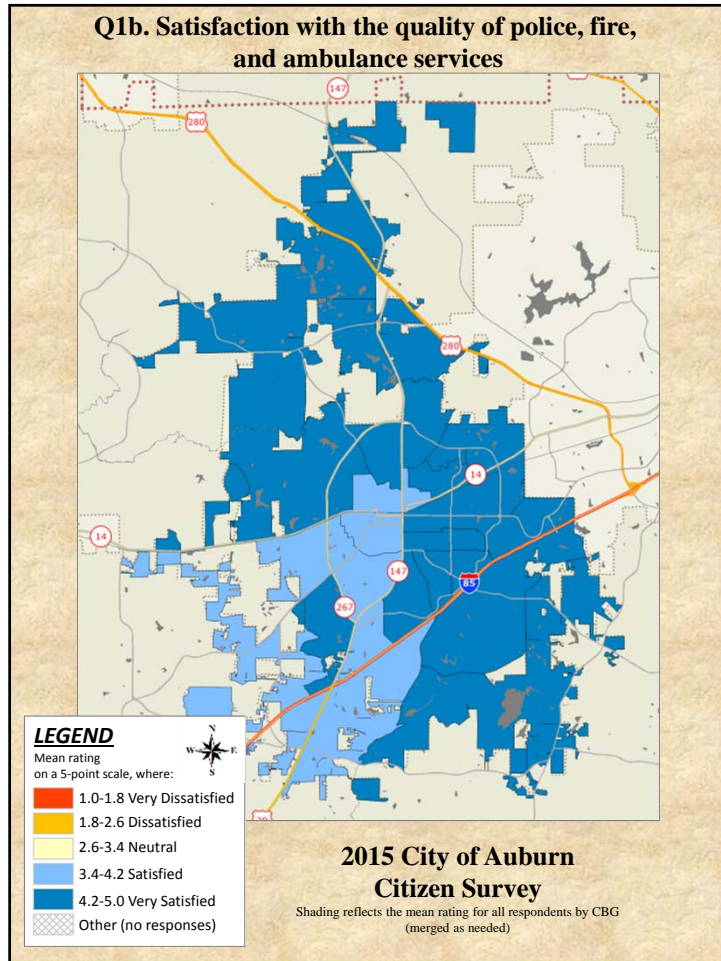 Q1b. Satisfaction with the quality of police, fire,
and ambulance services
147
280
280
14
14
147
85
267
LEGEND
Mean rating
on a 5-point scale, where:
N
W E
S
1.0-1.8 Very Dissatisfied
1.8-2.6 Dissatisfied
2.6-3.4 Neutral
3.4-4.2 Satisfied
4.2-5.0 Very Satisfied
Other (no responses)
2015 City of Auburn
Citizen Survey
Shading reflects the mean rating for all respondents by CBG
(merged as needed)